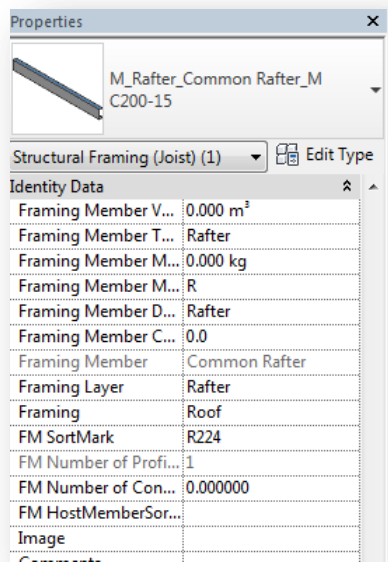 Properties
M_Rafter_Common Rafter_M
C200-15
Structural Framing (Joist) (1) Edit Type
Identity Data
Framing Member V... 0.000 m³
Framing Member T... Rafter
Framing Member M... 0.000 kg
Framing Member M... R
Framing Member D... Rafter
Framing Member C... 0.0
Framing Member Common Rafter
Framing Layer Rafter
Framing Roof
FM SortMark R224
FM Number of Profi... 1
FM Number of Con... 0.000000
FM HostMemberSor...
Image
Comments